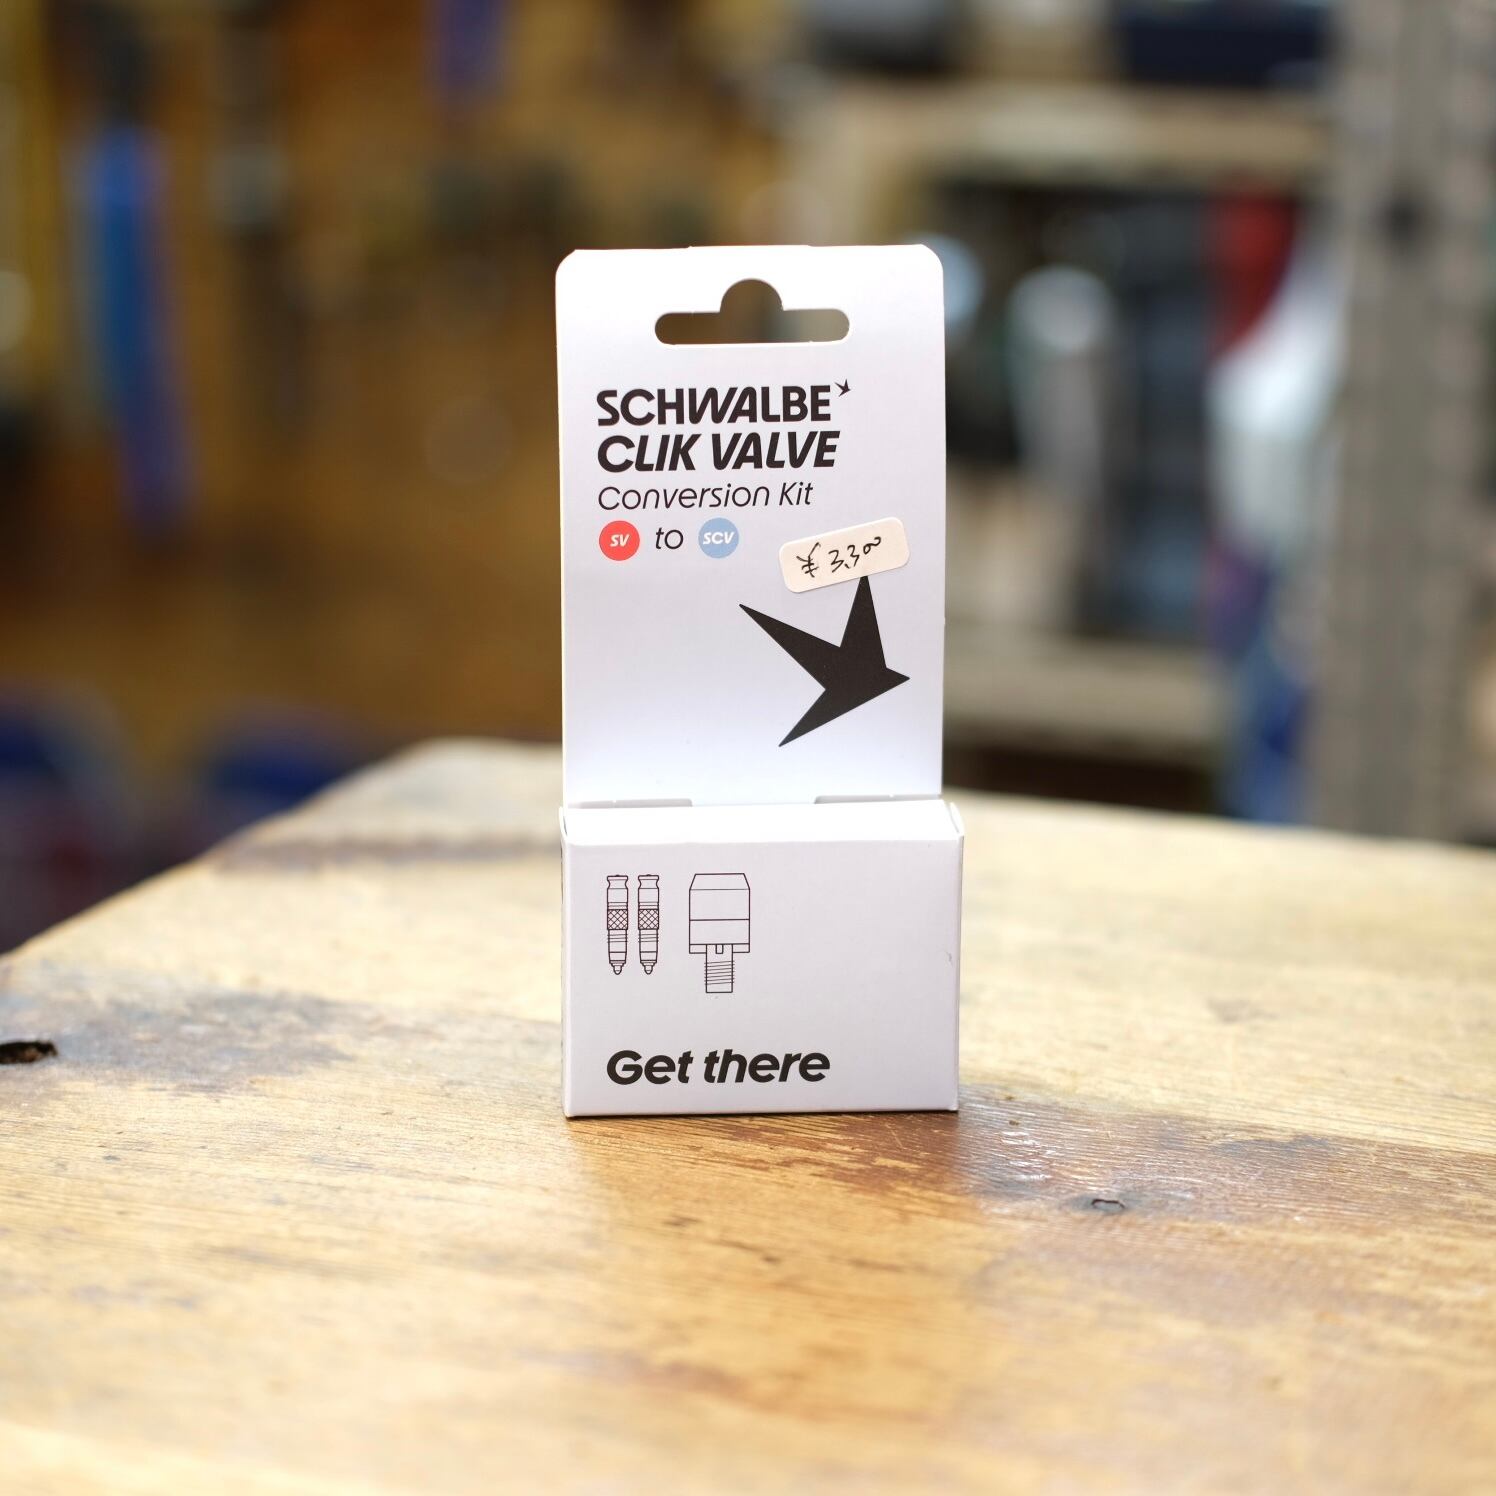 SCHWALBE
CLIK VALVE
Conversion Kit
SV to SCV
¥3,300
Get there